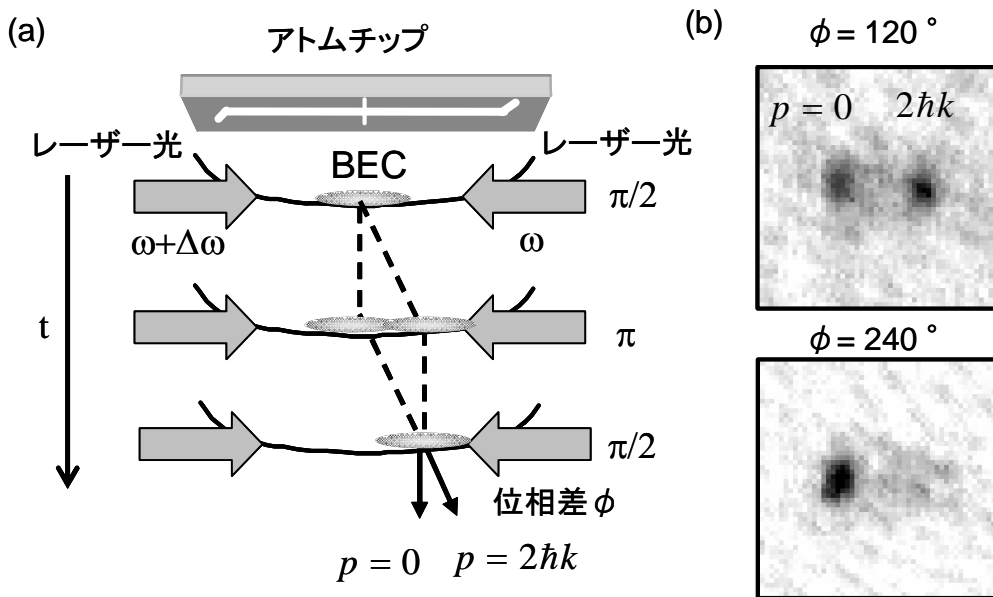 (a)
アトムチップ
レーザー光
レーザー光
BEC
π/2
ω+Δω
ω
t
π
π/2
位相差φ
p = 0
p = 2ħk
(b)
φ = 120 °
p = 0
2ħk
φ = 240 °